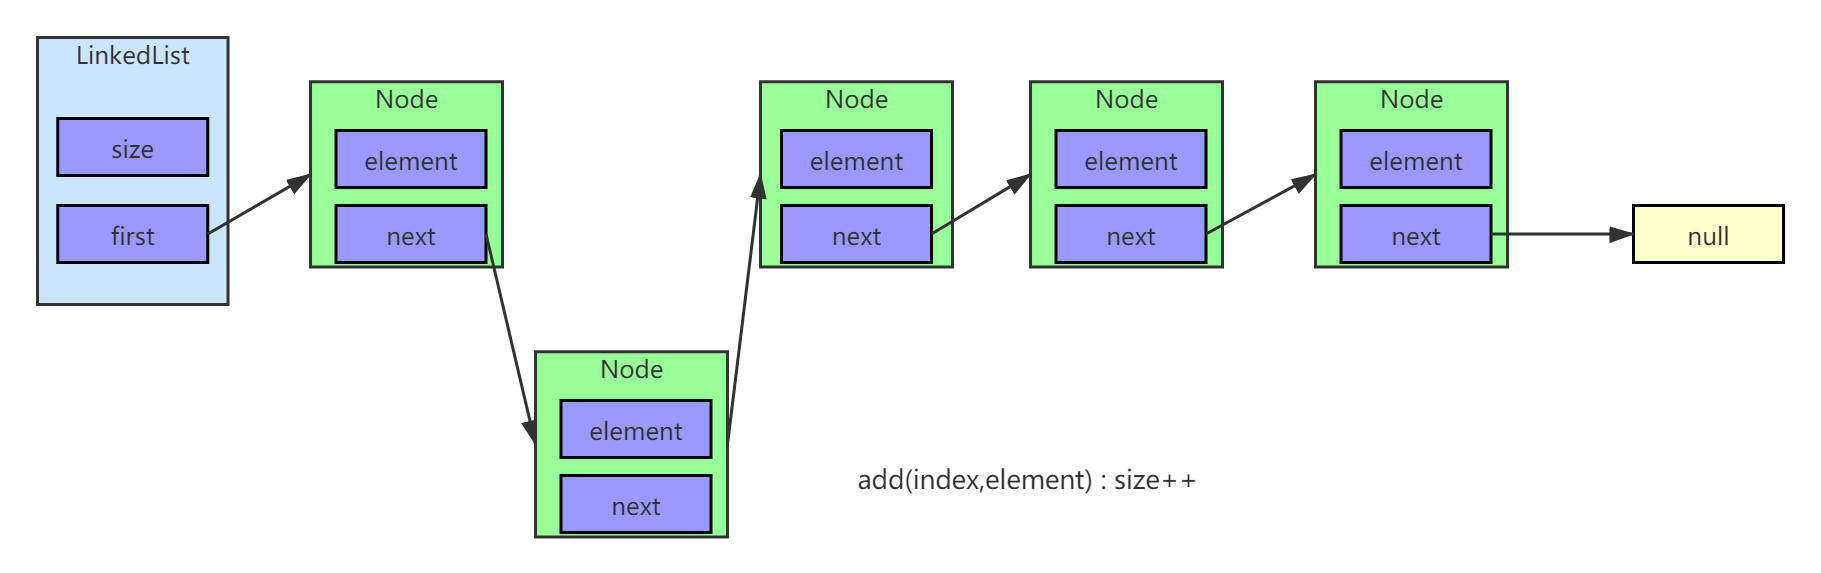 LinkedList
size
first
Node
element
next
Node
element
next
Node
element
next
Node
element
next
Node
element
next
null
add(index,element) : size++